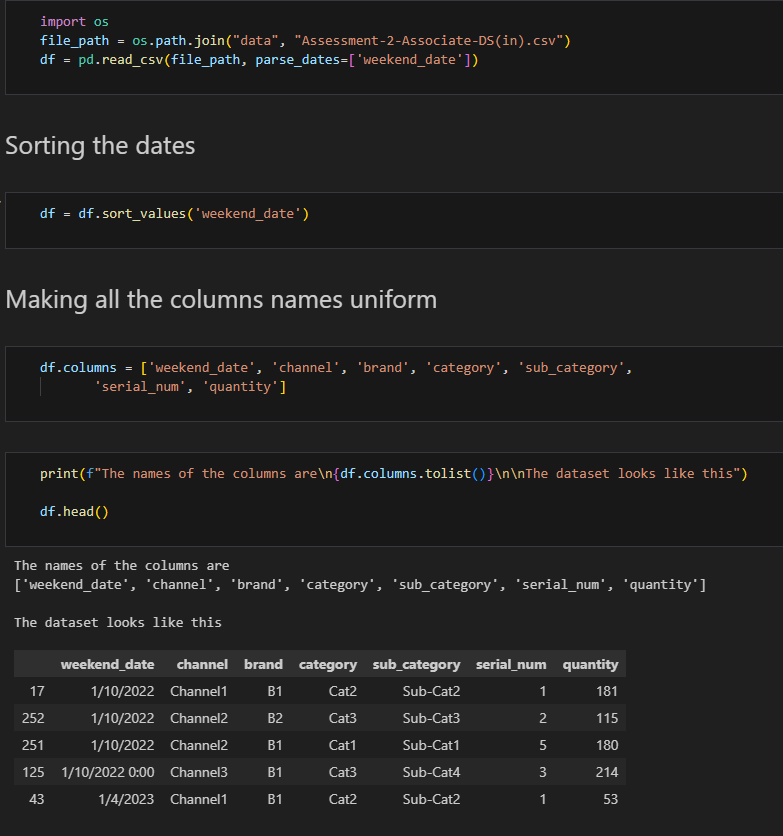 import os
file_path = os.path.join("data", "Assessment-2-Associate-DS(in).csv")
df = pd.read_csv(file_path, parse_dates=['weekend_date'])
Sorting the dates
df = df.sort_values('weekend_date')
Making all the columns names uniform
df.columns = ['weekend_date', 'channel', 'brand', 'category', 'sub_category',
       'serial_num', 'quantity']
print(f"The names of the columns are\n{df.columns.tolist()}\n\nThe dataset looks like this")
df.head()
The names of the columns are
['weekend_date', 'channel', 'brand', 'category', 'sub_category', 'serial_num', 'quantity']
The dataset looks like this
weekend_date channel brand category sub_category serial_num quantity
17 1/10/2022 Channel1 B1 Cat2 Sub-Cat2 1 181
252 1/10/2022 Channel2 B2 Cat3 Sub-Cat3 2 115
251 1/10/2022 Channel2 B1 Cat1 Sub-Cat1 5 180
125 1/10/2022 0:00 Channel3 B1 Cat3 Sub-Cat4 3 214
43 1/4/2023 Channel1 B1 Cat2 Sub-Cat2 1 53